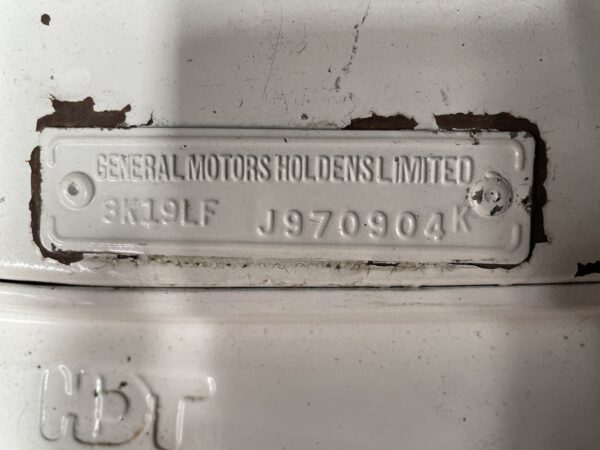 GENERAL MOTORS HOLDENS LIMITED
8K19LF J970904K
HDT